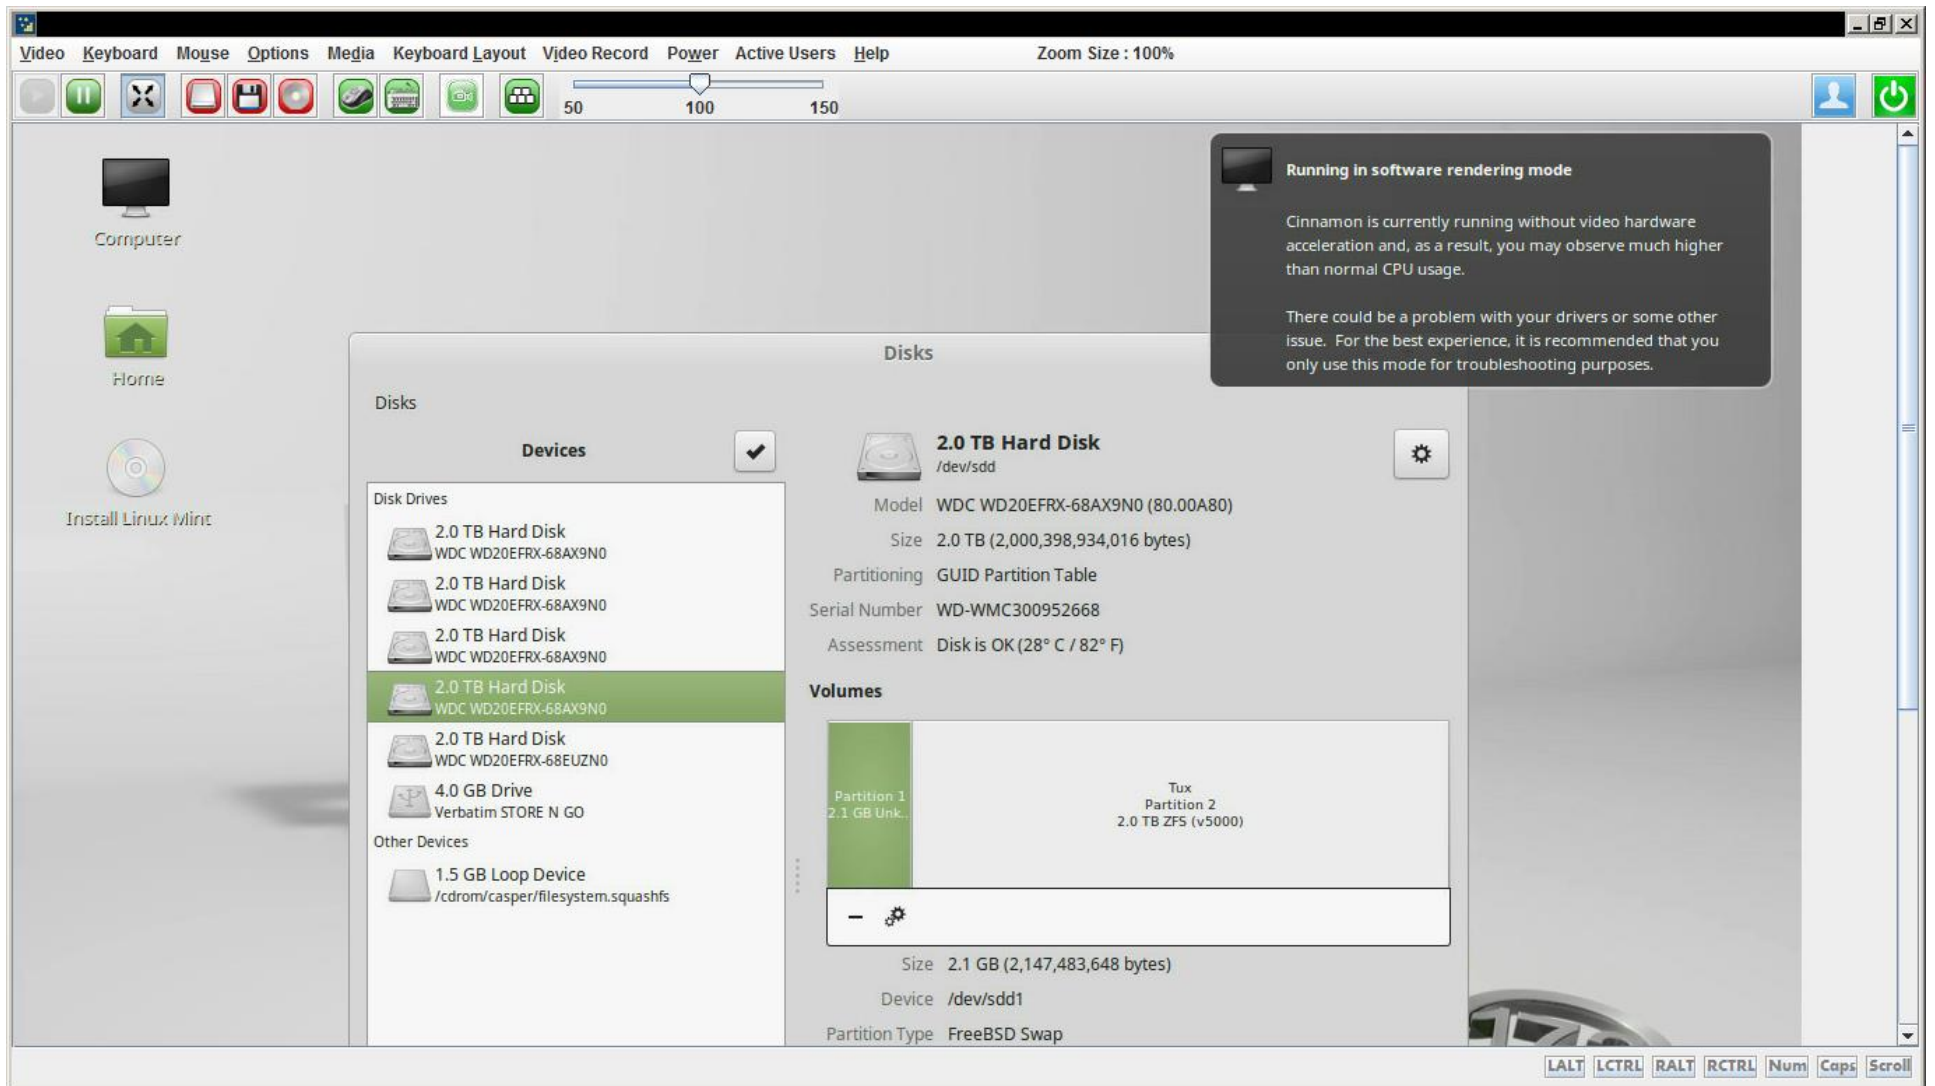 Video Keyboard Mouse Options Media Keyboard Layout Video Record Power Active Users Help Zoom Size : 100%
50 100 150
Computer
Home
Install Linux Mint
Running in software rendering mode
Cinnamon is currently running without video hardware
acceleration and, as a result, you may observe much higher
than normal CPU usage.
There could be a problem with your drivers or some other
issue. For the best experience, it is recommended that you
only use this mode for troubleshooting purposes.
Disks
Disks
Devices
Disk Drives
2.0 TB Hard Disk
WDC WD20EFRX-68AX9N0
2.0 TB Hard Disk
WDC WD20EFRX-68AX9N0
2.0 TB Hard Disk
WDC WD20EFRX-68AX9N0
2.0 TB Hard Disk
WDC WD20EFRX-68AX9N0
2.0 TB Hard Disk
WDC WD20EFRX-68EUZN0
4.0 GB Drive
Verbatim STORE N GO
Other Devices
1.5 GB Loop Device
/cdrom/casper/filesystem.squashfs
2.0 TB Hard Disk
/dev/sdd
Model WDC WD20EFRX-68AX9N0 (80.00A80)
Size 2.0 TB (2,000,398,934,016 bytes)
Partitioning GUID Partition Table
Serial Number WD-WMC300952668
Assessment Disk is OK (28° C / 82° F)
Volumes
Partition 1
2.1 GB Unk..
Tux
Partition 2
2.0 TB ZFS (v5000)
Size 2.1 GB (2,147,483,648 bytes)
Device /dev/sdd1
Partition Type FreeBSD Swap
LALT LCTRL RALT RCTRL Num Caps Scroll